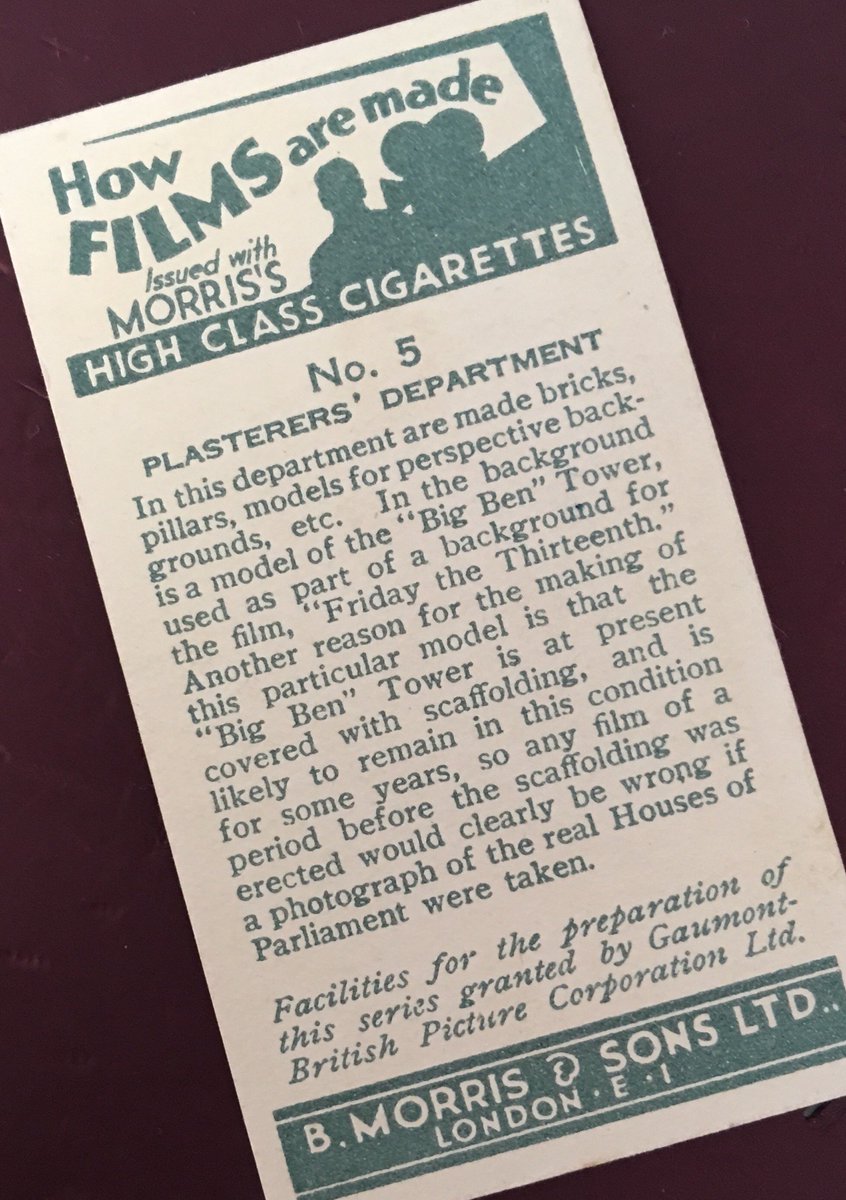 How
FILMS are made
Issued with
MORRIS'S
HIGH CLASS CIGARETTES
No. 5
PLASTERERS' DEPARTMENT
In this department are made bricks,
pillars, models for perspective back-
grounds, etc. In the background
is a model of the "Big Ben" Tower,
used as part of a background for
the film, "Friday the Thirteenth."
Another reason for the making of
this particular model is that the
"Big Ben" Tower is at present
covered with scaffolding, and is
likely to remain in this condition
for some years, so any film of a
period before the scaffolding was
erected would clearly be wrong if
a photograph of the real Houses of
Parliament were taken.
Facilities for the preparation of
this series granted by Gaumont-
British Picture Corporation Ltd.
B. MORRIS & SONS LTD..
LONDON · E · 1